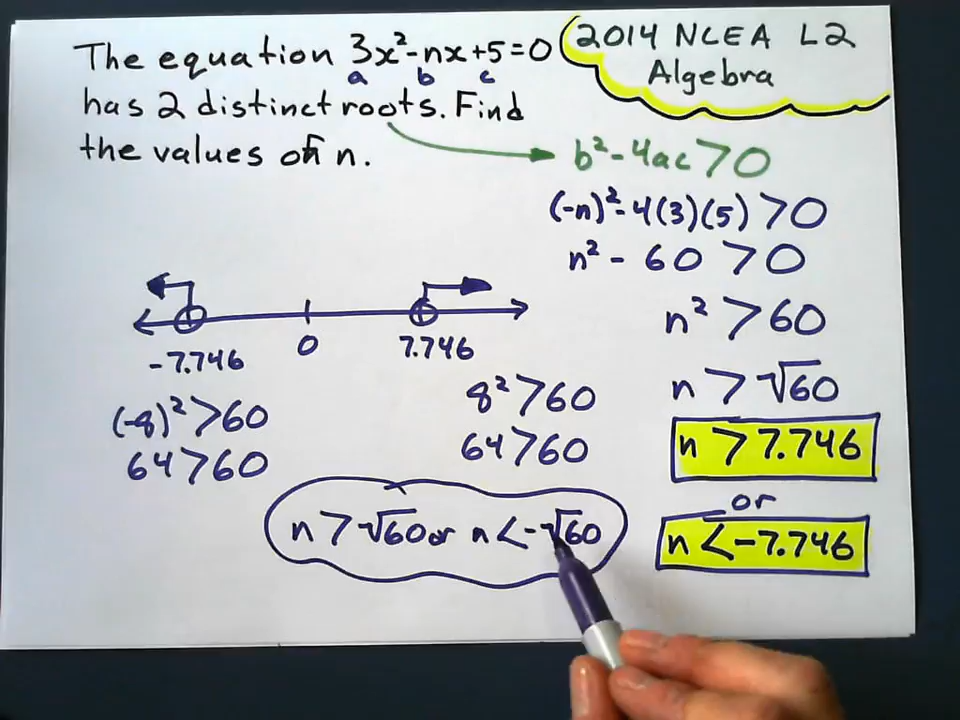 The equation 3x²-nx+5=0
a b c
has 2 distinct roots. Find
the values of n.
2014 NCEA L2
Algebra
b²-4ac>0
(-n)²-4(3)(5)>0
n²-60>0
n²>60
n>√60
n>7.746
or
n<-7.746
-7.746 0 7.746
(-8)²>60
64>60
8²>60
64>60
n>√60 or n<-√60